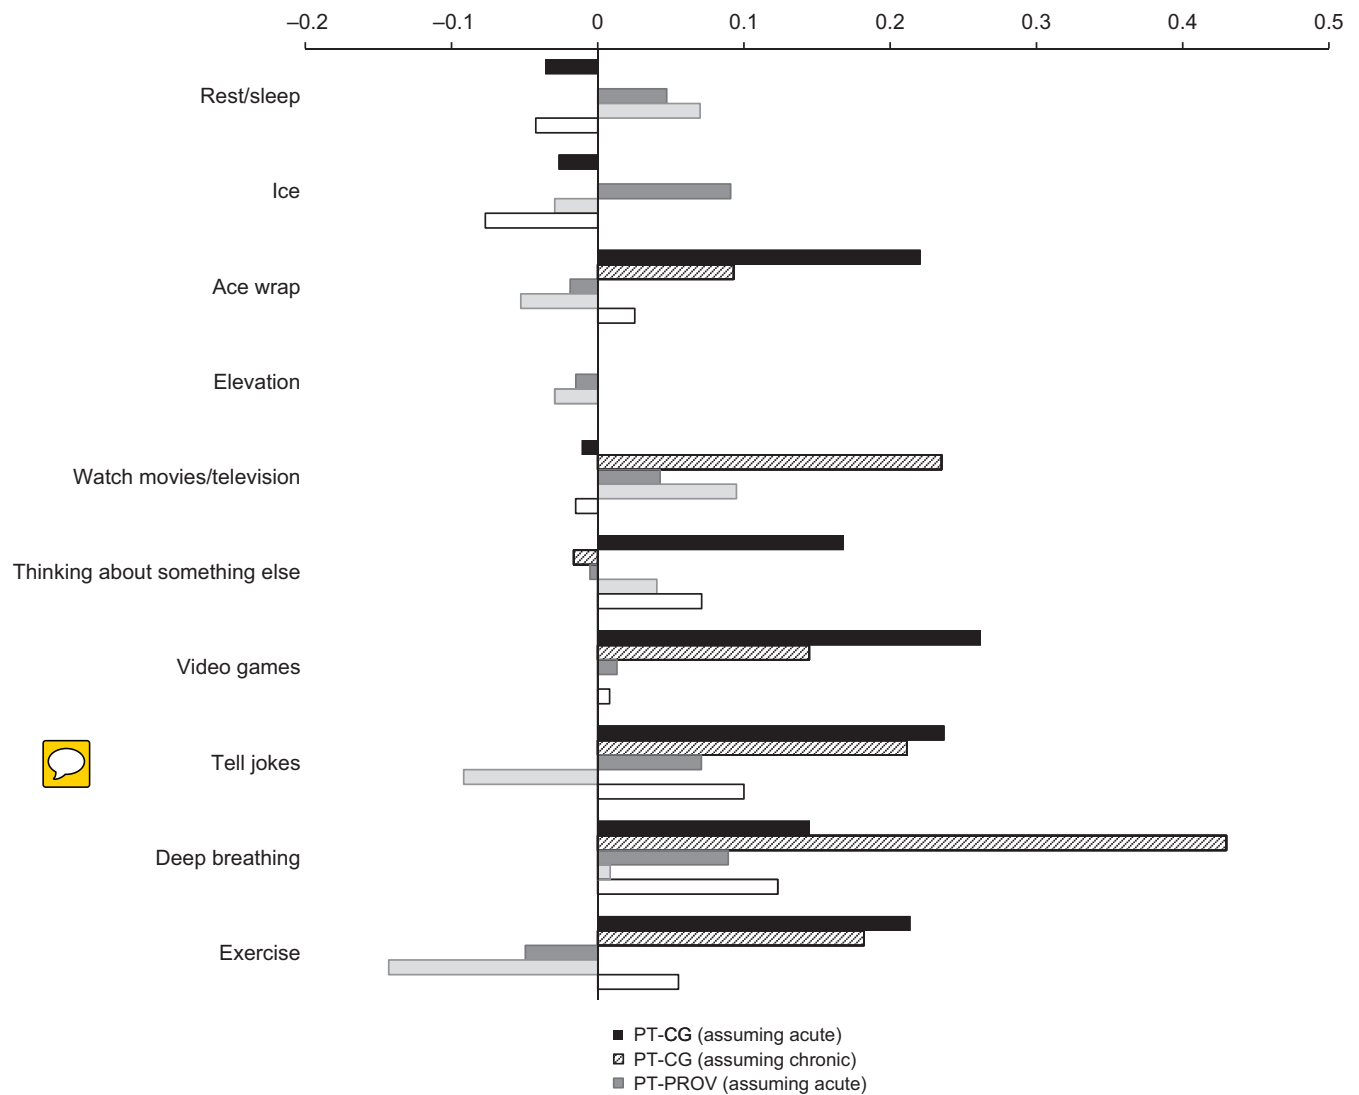 –0.2 –0.1 0 0.1 0.2 0.3 0.4 0.5
Rest/sleep
Ice
Ace wrap
Elevation
Watch movies/television
Thinking about something else
Video games
Tell jokes
Deep breathing
Exercise
PT-CG (assuming acute)
PT-CG (assuming chronic)
PT-PROV (assuming acute)